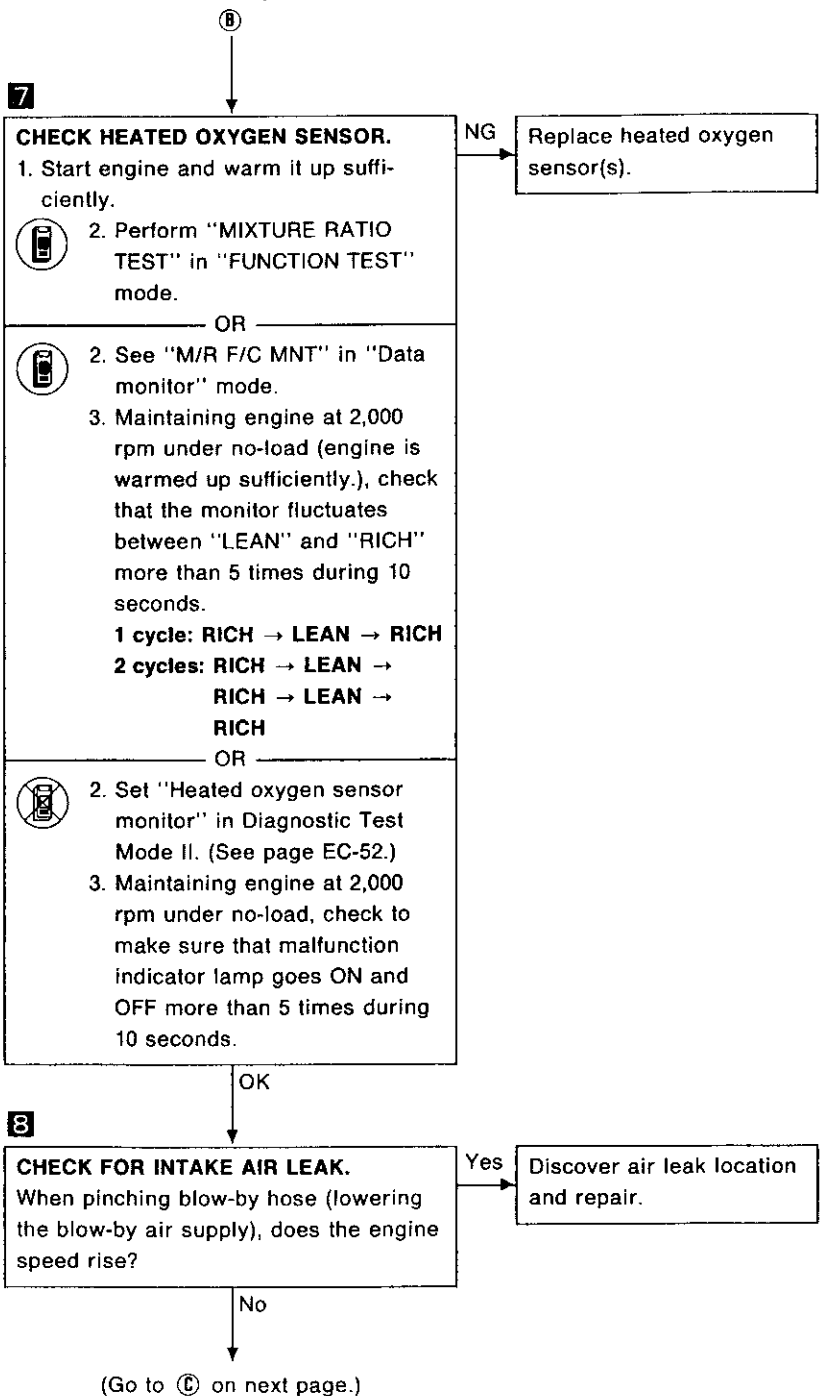 Ⓑ
7
CHECK HEATED OXYGEN SENSOR.
1. Start engine and warm it up suffi-
ciently.
2. Perform "MIXTURE RATIO
TEST" in "FUNCTION TEST"
mode.
OR
2. See "M/R F/C MNT" in "Data
monitor" mode.
3. Maintaining engine at 2,000
rpm under no-load (engine is
warmed up sufficiently.), check
that the monitor fluctuates
between "LEAN" and "RICH"
more than 5 times during 10
seconds.
1 cycle: RICH → LEAN → RICH
2 cycles: RICH → LEAN →
RICH → LEAN →
RICH
OR
2. Set "Heated oxygen sensor
monitor" in Diagnostic Test
Mode II. (See page EC-52.)
3. Maintaining engine at 2,000
rpm under no-load, check to
make sure that malfunction
indicator lamp goes ON and
OFF more than 5 times during
10 seconds.
NG
Replace heated oxygen
sensor(s).
OK
8
CHECK FOR INTAKE AIR LEAK.
When pinching blow-by hose (lowering
the blow-by air supply), does the engine
speed rise?
Yes
Discover air leak location
and repair.
No
(Go to Ⓒ on next page.)